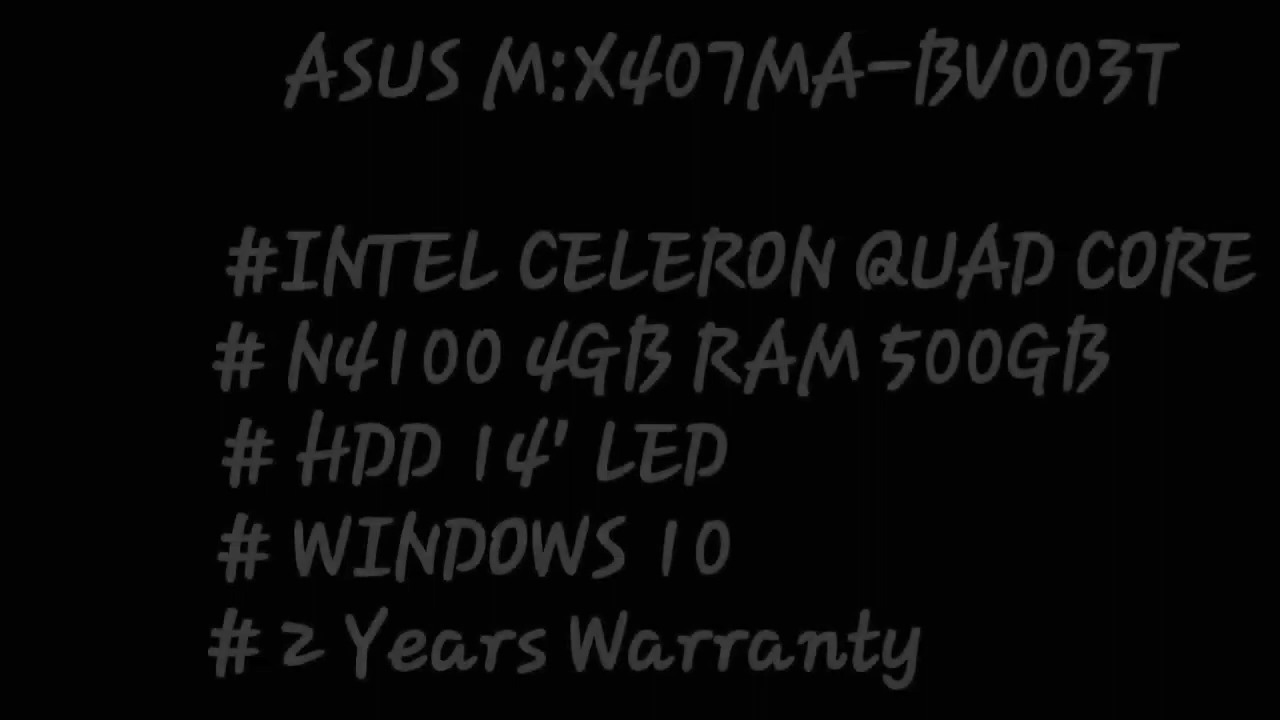 ASUS M:X407MA-BV003T
#INTEL CELERON QUAD CORE
# N4100 4GB RAM 500GB
# HDD 14' LED
# WINDOWS 10
# 2 Years Warranty